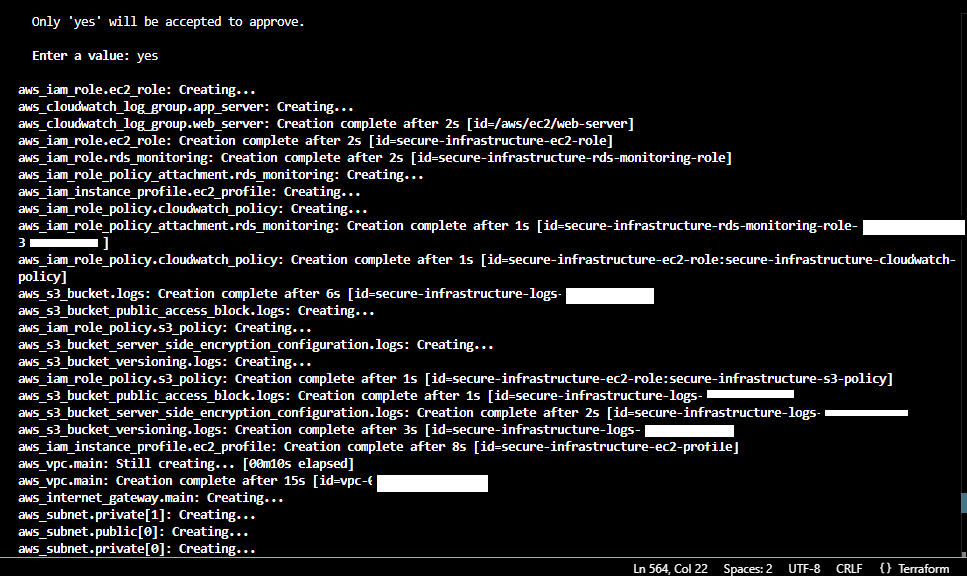 Only 'yes' will be accepted to approve.
Enter a value: yes
aws_iam_role.ec2_role: Creating...
aws_cloudwatch_log_group.app_server: Creating...
aws_cloudwatch_log_group.web_server: Creation complete after 2s [id=/aws/ec2/web-server]
aws_iam_role.ec2_role: Creation complete after 2s [id=secure-infrastructure-ec2-role]
aws_iam_role.rds_monitoring: Creation complete after 2s [id=secure-infrastructure-rds-monitoring-role]
aws_iam_role_policy_attachment.rds_monitoring: Creating...
aws_iam_instance_profile.ec2_profile: Creating...
aws_iam_role_policy.cloudwatch_policy: Creating...
aws_iam_role_policy_attachment.rds_monitoring: Creation complete after 1s [id=secure-infrastructure-rds-monitoring-role-
3 ]
aws_iam_role_policy.cloudwatch_policy: Creation complete after 1s [id=secure-infrastructure-ec2-role:secure-infrastructure-cloudwatch-
policy]
aws_s3_bucket.logs: Creation complete after 6s [id=secure-infrastructure-logs-
aws_s3_bucket_public_access_block.logs: Creating...
aws_iam_role_policy.s3_policy: Creating...
aws_s3_bucket_server_side_encryption_configuration.logs: Creating...
aws_s3_bucket_versioning.logs: Creating...
aws_iam_role_policy.s3_policy: Creation complete after 1s [id=secure-infrastructure-ec2-role:secure-infrastructure-s3-policy]
aws_s3_bucket_public_access_block.logs: Creation complete after 1s [id=secure-infrastructure-logs-
aws_s3_bucket_server_side_encryption_configuration.logs: Creation complete after 2s [id=secure-infrastructure-logs-
aws_s3_bucket_versioning.logs: Creation complete after 3s [id=secure-infrastructure-logs-
aws_iam_instance_profile.ec2_profile: Creation complete after 8s [id=secure-infrastructure-ec2-profile]
aws_vpc.main: Still creating... [00m10s elapsed]
aws_vpc.main: Creation complete after 15s [id=vpc-
aws_internet_gateway.main: Creating...
aws_subnet.private[1]: Creating...
aws_subnet.public[0]: Creating...
aws_subnet.private[0]: Creating...
Ln 564, Col 22 Spaces: 2 UTF-8 CRLF {} Terraform